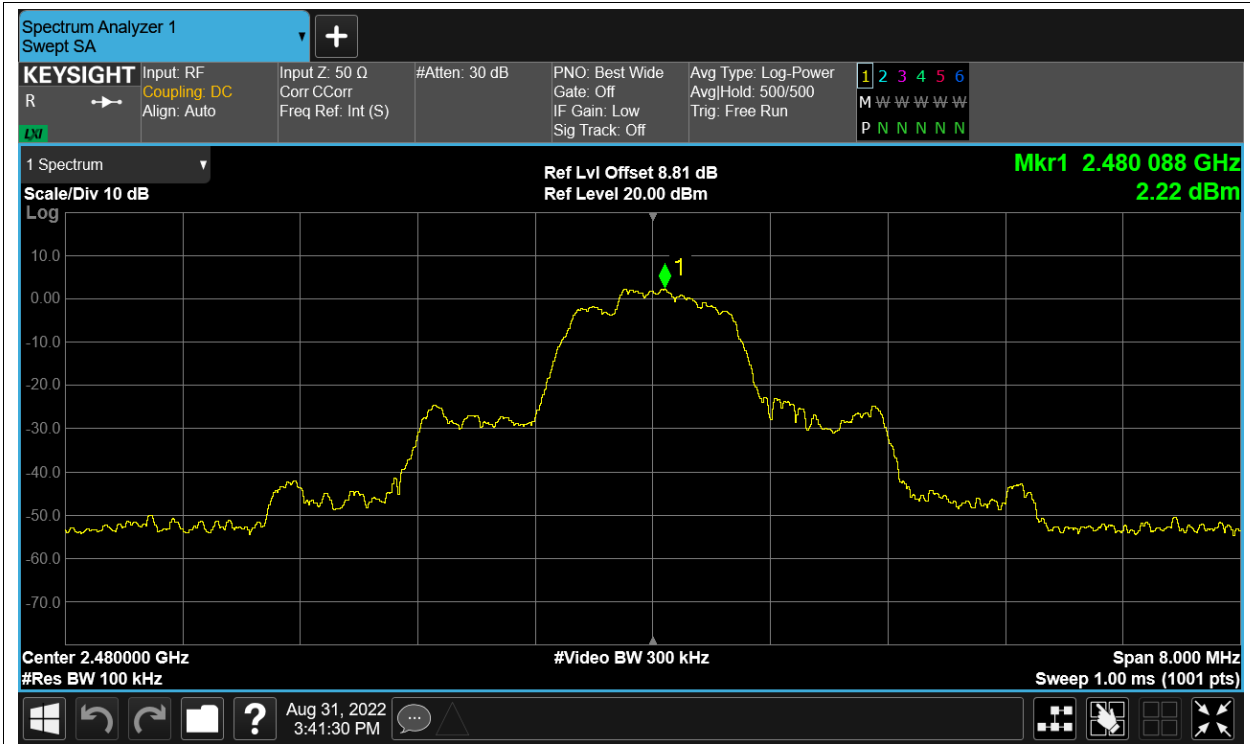 Spectrum Analyzer 1
Swept SA
KEYSIGHT
R
LXI
Input: RF
Coupling: DC
Align: Auto
Input Z: 50 Ω
Corr CCorr
Freq Ref: Int (S)
#Atten: 30 dB
PNO: Best Wide
Gate: Off
IF Gain: Low
Sig Track: Off
Avg Type: Log-Power
Avg|Hold: 500/500
Trig: Free Run
1 2 3 4 5 6
M W W W W W
P N N N N N
1 Spectrum
Scale/Div 10 dB
Log
Ref Lvl Offset 8.81 dB
Ref Level 20.00 dBm
Mkr1 2.480 088 GHz
2.22 dBm
1
10.0
0.00
-10.0
-20.0
-30.0
-40.0
-50.0
-60.0
-70.0
Center 2.480000 GHz
#Res BW 100 kHz
#Video BW 300 kHz
Span 8.000 MHz
Sweep 1.00 ms (1001 pts)
?
Aug 31, 2022
3:41:30 PM